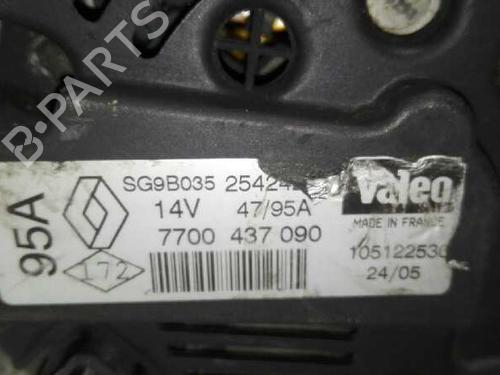 B-PARTS
95A
SG9B035
14V 47/95A
7700 437 090
172
valeo
MADE IN FRANCE
24/05